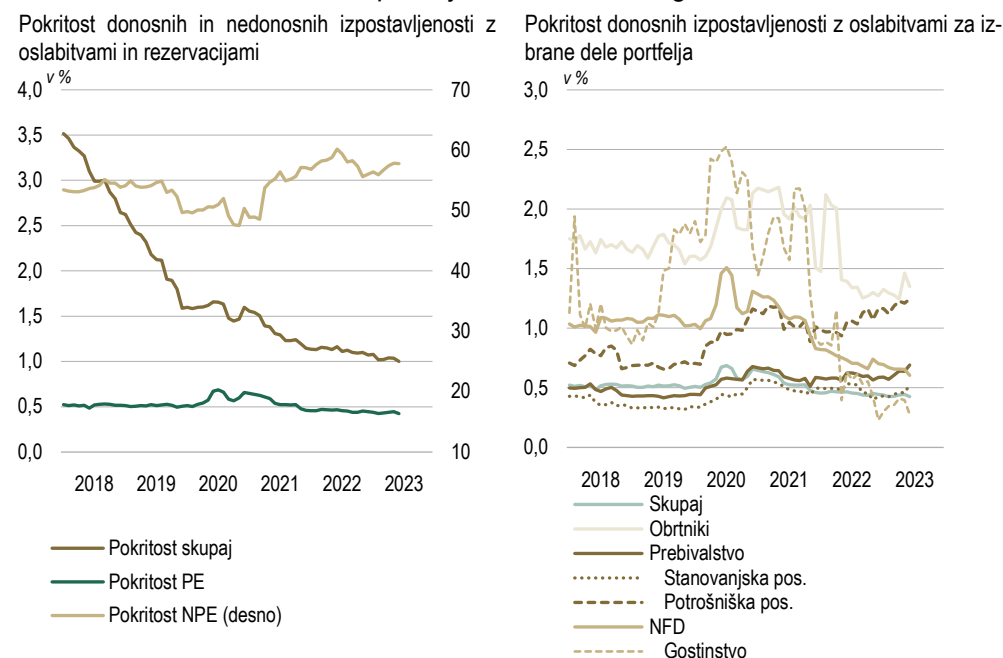 Pokritost donosnih in nedonosnih izpostavljenosti z
oslabitvami in rezervacijami
v %
4,0
3,5
3,0
2,5
2,0
1,5
1,0
0,5
0,0
70
60
50
40
30
20
10
2018 2019 2020 2021 2022 2023
Pokritost skupaj
Pokritost PE
Pokritost NPE (desno)
Pokritost donosnih izpostavljenosti z oslabitvami za iz-
brane dele portfelja
v %
3,0
2,5
2,0
1,5
1,0
0,5
0,0
2018 2019 2020 2021 2022 2023
Skupaj
Obrtniki
Prebivalstvo
Stanovanjska pos.
Potrošniška pos.
NFD
Gostinstvo